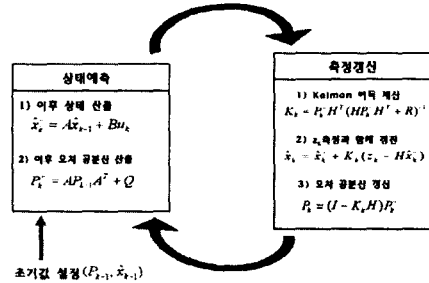 상태예측
1) 이후 상태 산출
x̂ₖ⁻ = Ax̂ₖ₋₁ + Buₖ
2) 이후 오차 공분산 산출
Pₖ⁻ = APₖ₋₁Aᵀ + Q
초기값 설정(Pₖ₋₁, x̂ₖ₋₁)
측정갱신
1) Kalman 이득 계산
Kₖ = Pₖ⁻Hᵀ(HPₖ⁻Hᵀ + R)⁻¹
2) zₖ측정과 함께 갱신
x̂ₖ = x̂ₖ⁻ + Kₖ(zₖ - Hx̂ₖ⁻)
3) 오차 공분산 갱신
Pₖ = (I - KₖH)Pₖ⁻